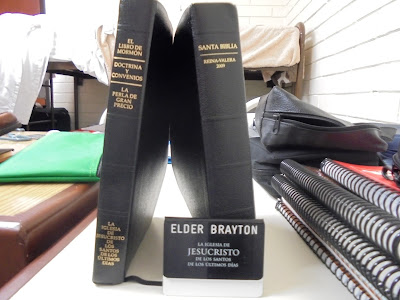 EL
LIBRO DE
MORMÓN
DOCTRINA
Y
CONVENIOS
LA
PERLA DE
GRAN
PRECIO
LA
IGLESIA
DE
JESUCRISTO
DE
LOS
SANTOS
DE LOS
ÚLTIMOS
DÍAS
SANTA BIBLIA
REINA-VALERA
2009
ELDER BRAYTON
LA IGLESIA DE
JESUCRISTO
DE LOS SANTOS
DE LOS ÚLTIMOS DÍAS